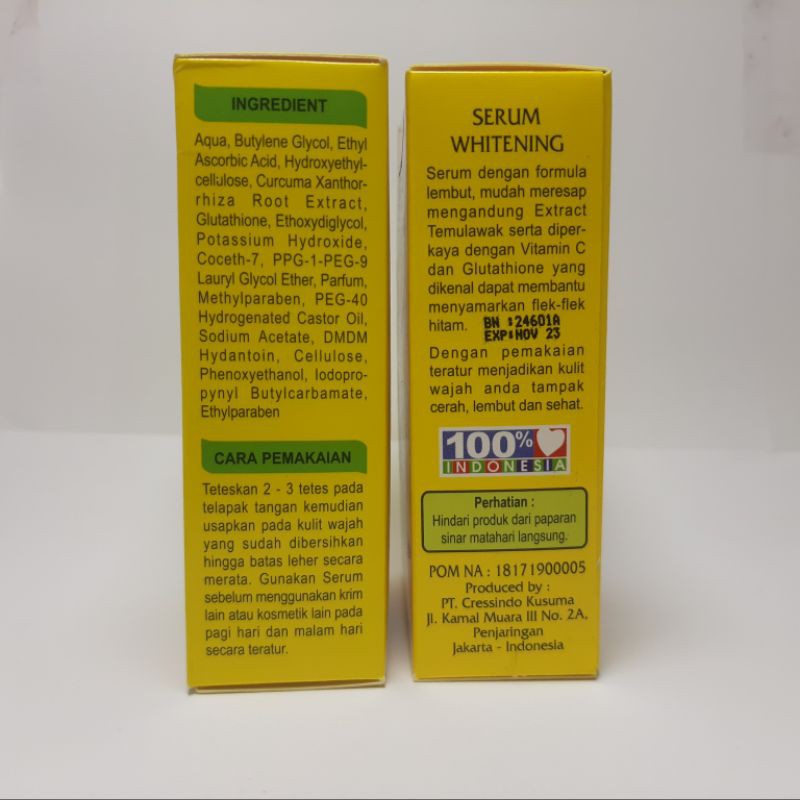 INGREDIENT
Aqua, Butylene Glycol, Ethyl
Ascorbic Acid, Hydroxyethyl-
cellulose, Curcuma Xanthor-
rhiza Root Extract,
Glutathione, Ethoxydiglycol,
Potassium Hydroxide,
Coceth-7, PPG-1-PEG-9
Lauryl Glycol Ether, Parfum,
Methylparaben, PEG-40
Hydrogenated Castor Oil,
Sodium Acetate, DMDM
Hydantoin, Cellulose,
Phenoxyethanol, Iodopro-
pynyl Butylcarbamate,
Ethylparaben
CARA PEMAKAIAN
Teteskan 2 - 3 tetes pada
telapak tangan kemudian
usapkan pada kulit wajah
yang sudah dibersihkan
hingga batas leher secara
merata. Gunakan Serum
sebelum menggunakan krim
lain atau kosmetik lain pada
pagi hari dan malam hari
secara teratur.
SERUM
WHITENING
Serum dengan formula
lembut, mudah meresap
mengandung Extract
Temulawak serta diper-
kaya dengan Vitamin C
dan Glutathione yang
dikenal dapat membantu
menyamarkan flek-flek
hitam.
BN :24601A
EXP:NOV 23
Dengan pemakaian
teratur menjadikan kulit
wajah anda tampak
cerah, lembut dan sehat.
100%
INDONESIA
Perhatian :
Hindari produk dari paparan
sinar matahari langsung.
POM NA : 18171900005
Produced by :
PT. Cressindo Kusuma
Jl. Kamal Muara III No. 2A,
Penjaringan
Jakarta - Indonesia